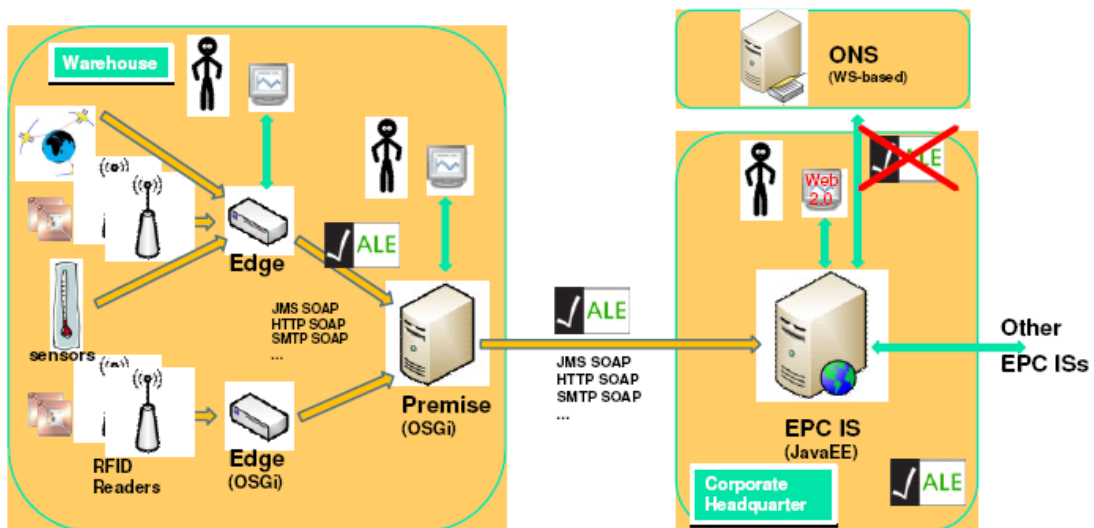 Warehouse
Edge
ALE
JMS SOAP
HTTP SOAP
SMTP SOAP
...
sensors
RFID
Readers
Edge
(OSGi)
Premise
(OSGi)
ALE
JMS SOAP
HTTP SOAP
SMTP SOAP
...
ONS
(WS-based)
ALE
Web
2.0
EPC IS
(JavaEE)
Other
EPC ISs
Corporate
Headquarter
ALE